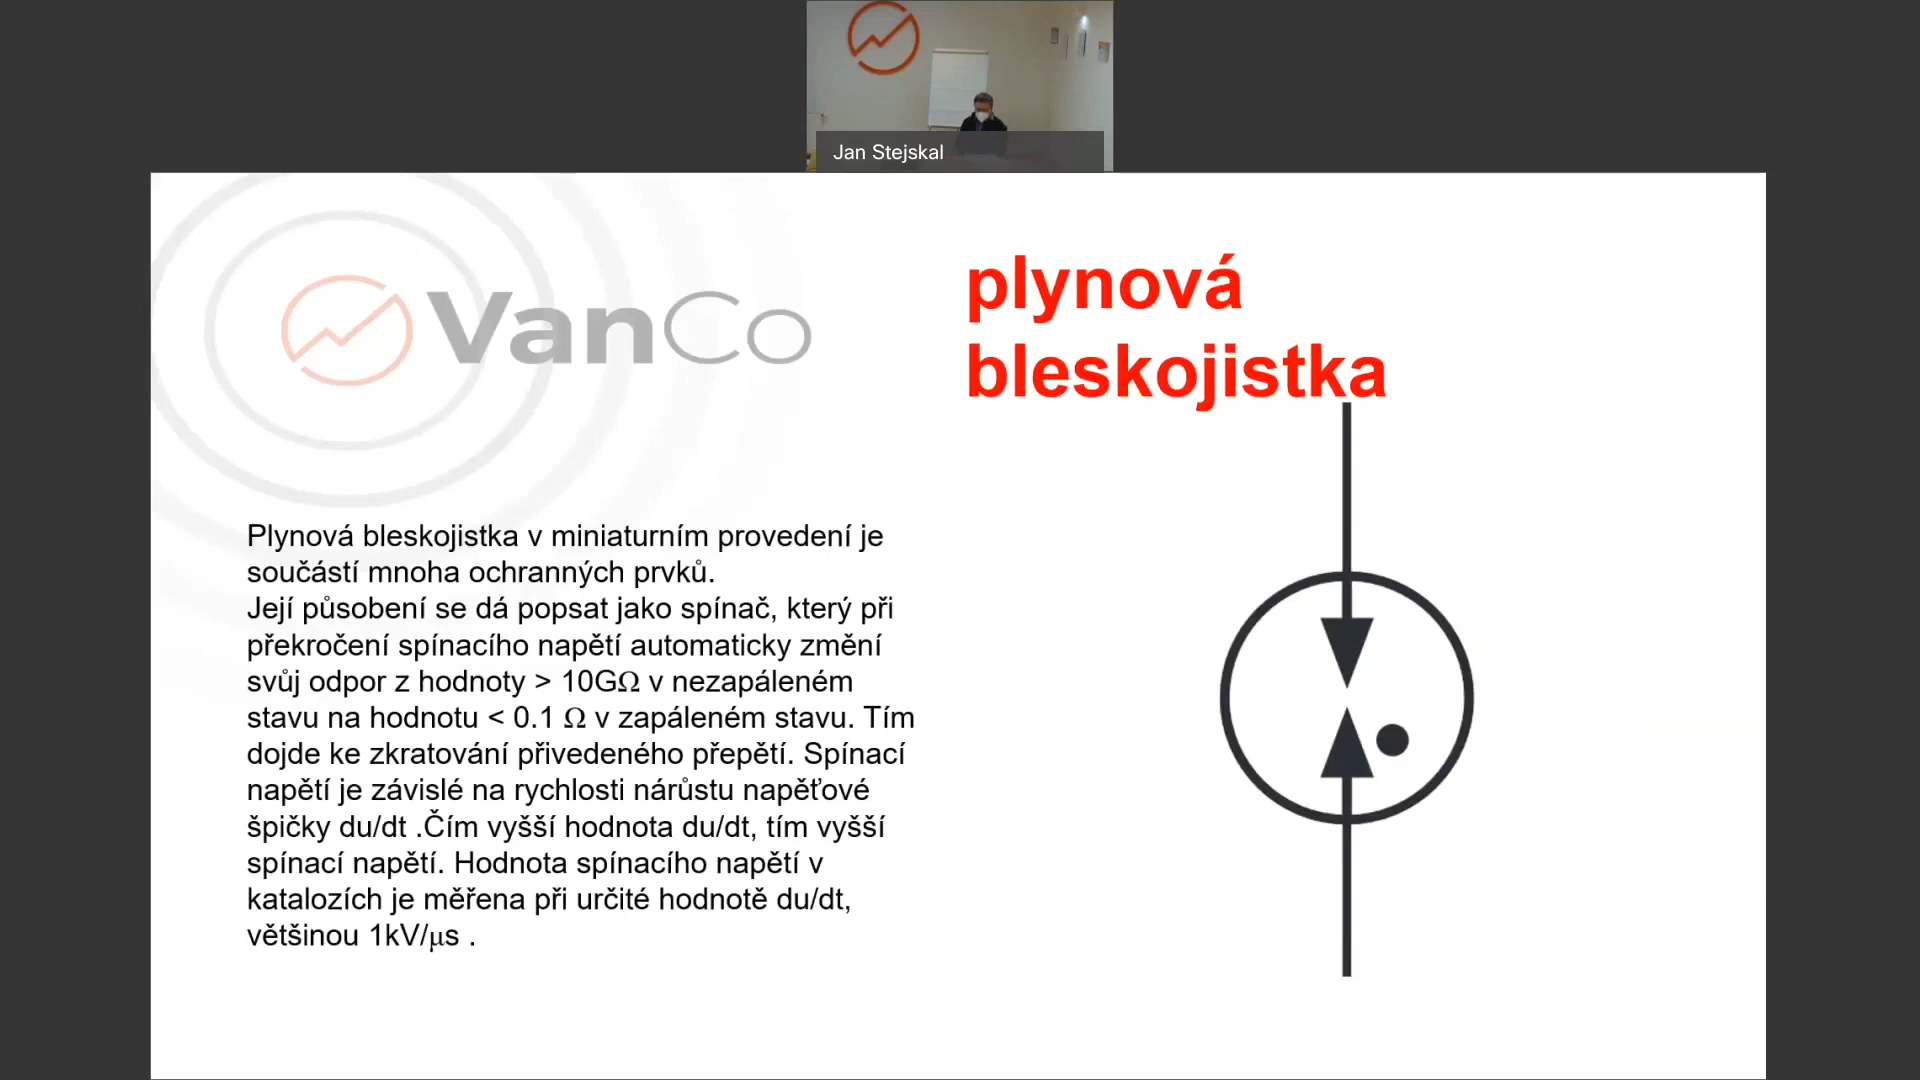 Jan Stejskal
VanCo
plynová
bleskojistka
Plynová bleskojistka v miniaturním provedení je
součástí mnoha ochranných prvků.
Její působení se dá popsat jako spínač, který při
překročení spínacího napětí automaticky změní
svůj odpor z hodnoty > 10GΩ v nezapáleném
stavu na hodnotu < 0.1 Ω v zapáleném stavu. Tím
dojde ke zkratování přivedeného přepětí. Spínací
napětí je závislé na rychlosti nárůstu napěťové
špičky du/dt .Čím vyšší hodnota du/dt, tím vyšší
spínací napětí. Hodnota spínacího napětí v
katalozích je měřena při určité hodnotě du/dt,
většinou 1kV/μs .